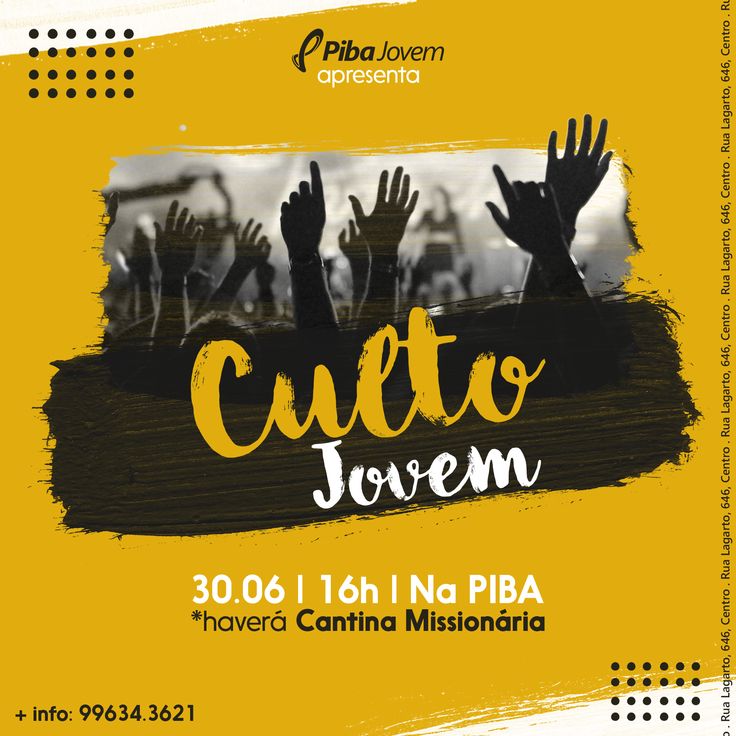 Piba Jovem
apresenta
Culto
Jovem
30.06 | 16h | Na PIBA
*haverá Cantina Missionária
+ info: 99634.3621
o . Rua Lagarto, 646, Centro . Rua Lagarto, 646, Centro . Rua Lagarto, 646, Centro . Rua Lagarto, 646, Centro . Rua Lagarto, 646, Centro . Ru